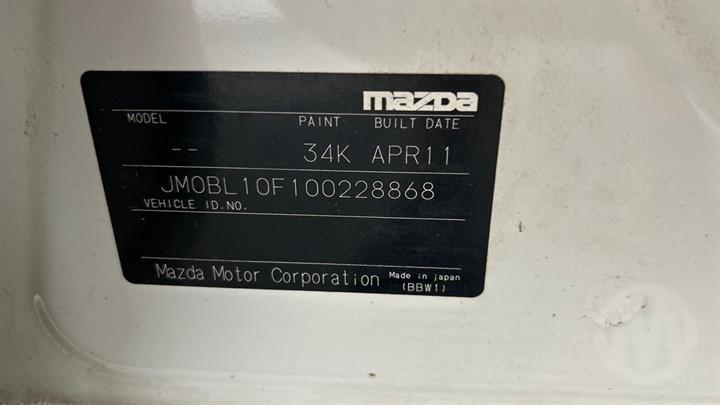 mazda
MODEL PAINT BUILT DATE
-- 34K APR11
JM0BL10F100228868
VEHICLE ID.NO.
Mazda Motor Corporation Made in japan
(BBW1)